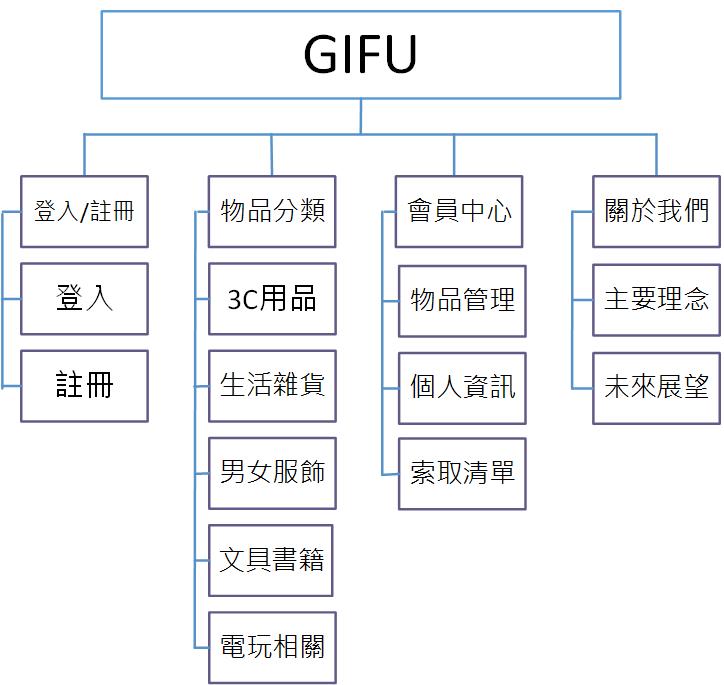 GIFU
登入/註冊
登入
註冊
物品分類
3C用品
生活雜貨
男女服飾
文具書籍
電玩相關
會員中心
物品管理
個人資訊
索取清單
關於我們
主要理念
未來展望